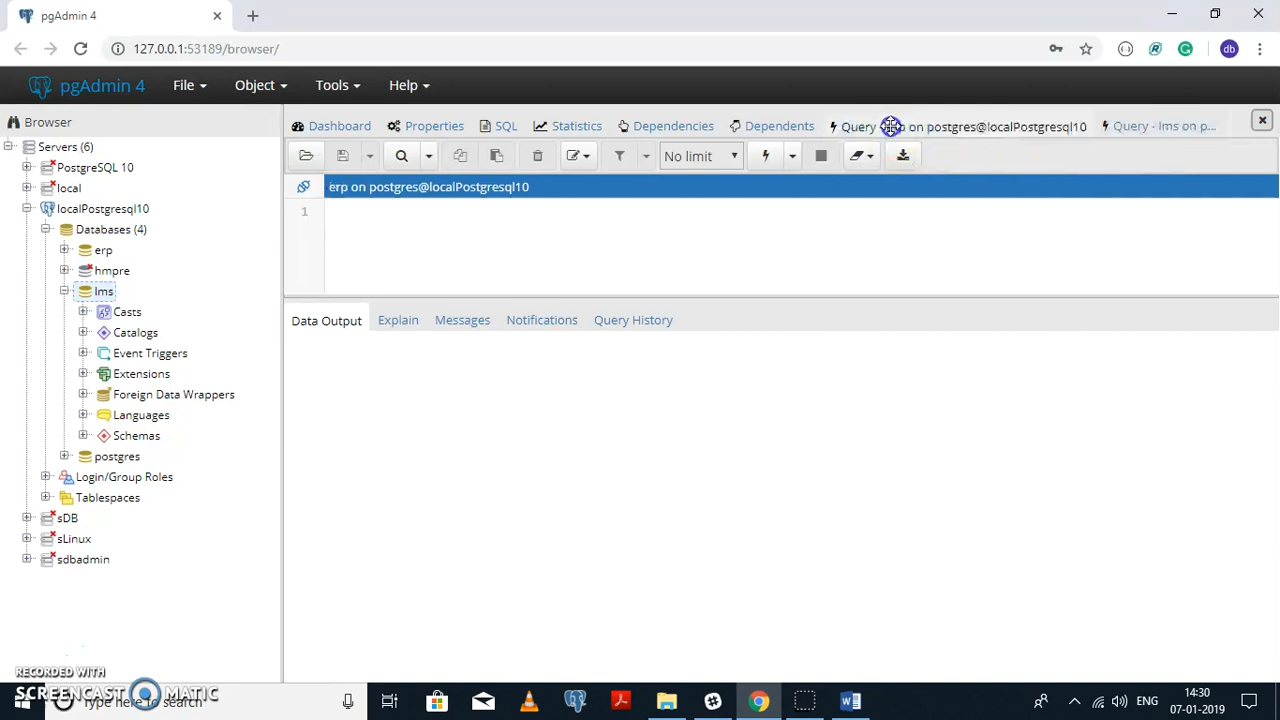 pgAdmin 4
127.0.0.1:53189/browser/
db
pgAdmin 4
File
Object
Tools
Help
Browser
Dashboard
Properties
SQL
Statistics
Dependencies
Dependents
Query on postgres@localPostgresql10
Query - lms on p...
Servers (6)
PostgreSQL 10
local
localPostgresql10
Databases (4)
erp
hmpre
lms
Casts
Catalogs
Event Triggers
Extensions
Foreign Data Wrappers
Languages
Schemas
postgres
Login/Group Roles
Tablespaces
sDB
sLinux
sdbadmin
No limit
erp on postgres@localPostgresql10
1
Data Output
Explain
Messages
Notifications
Query History
RECORDED WITH
SCREENCAST MATIC
Type here to search
ENG
14:30
07-01-2019